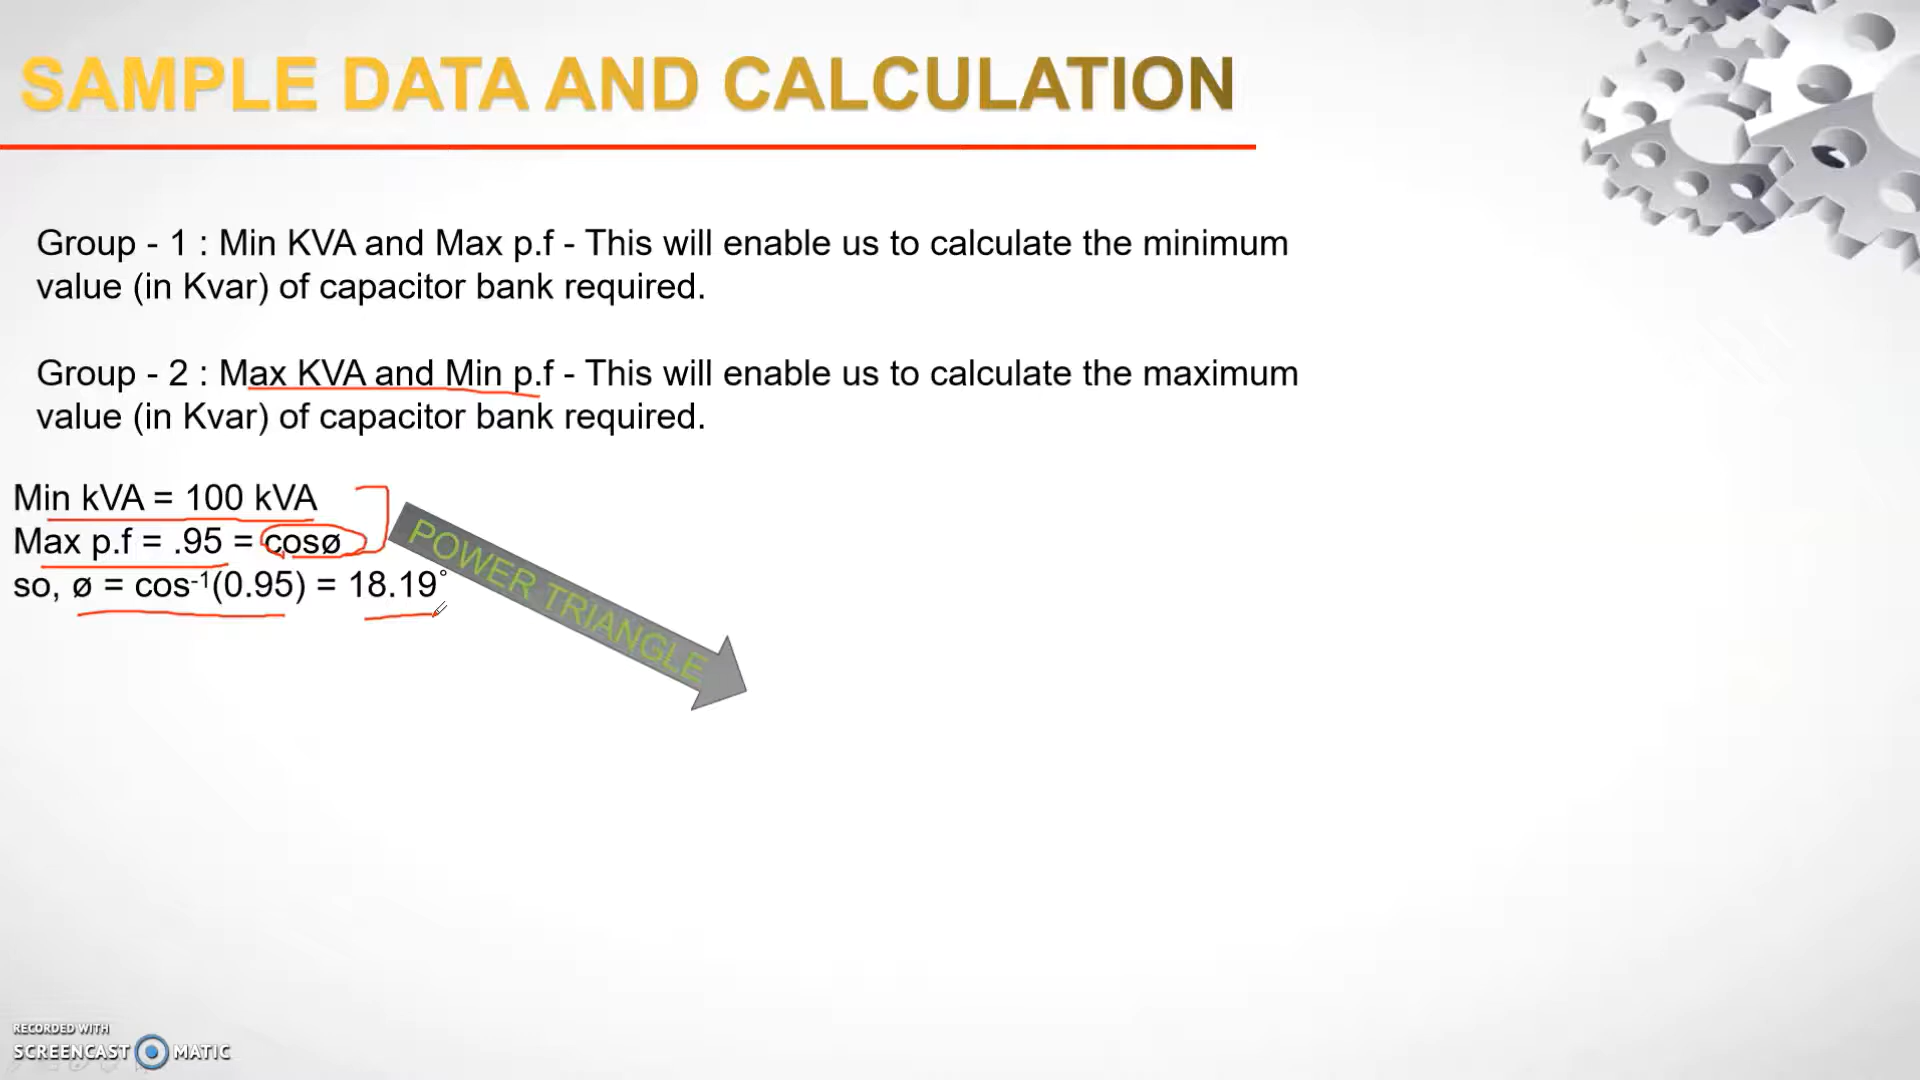 SAMPLE DATA AND CALCULATION
Group - 1 : Min KVA and Max p.f - This will enable us to calculate the minimum
value (in Kvar) of capacitor bank required.
Group - 2 : Max KVA and Min p.f - This will enable us to calculate the maximum
value (in Kvar) of capacitor bank required.
Min kVA = 100 kVA
Max p.f = .95 = cosø
so, ø = cos⁻¹(0.95) = 18.19°
POWER TRIANGLE
RECORDED WITH
SCREENCAST MATIC